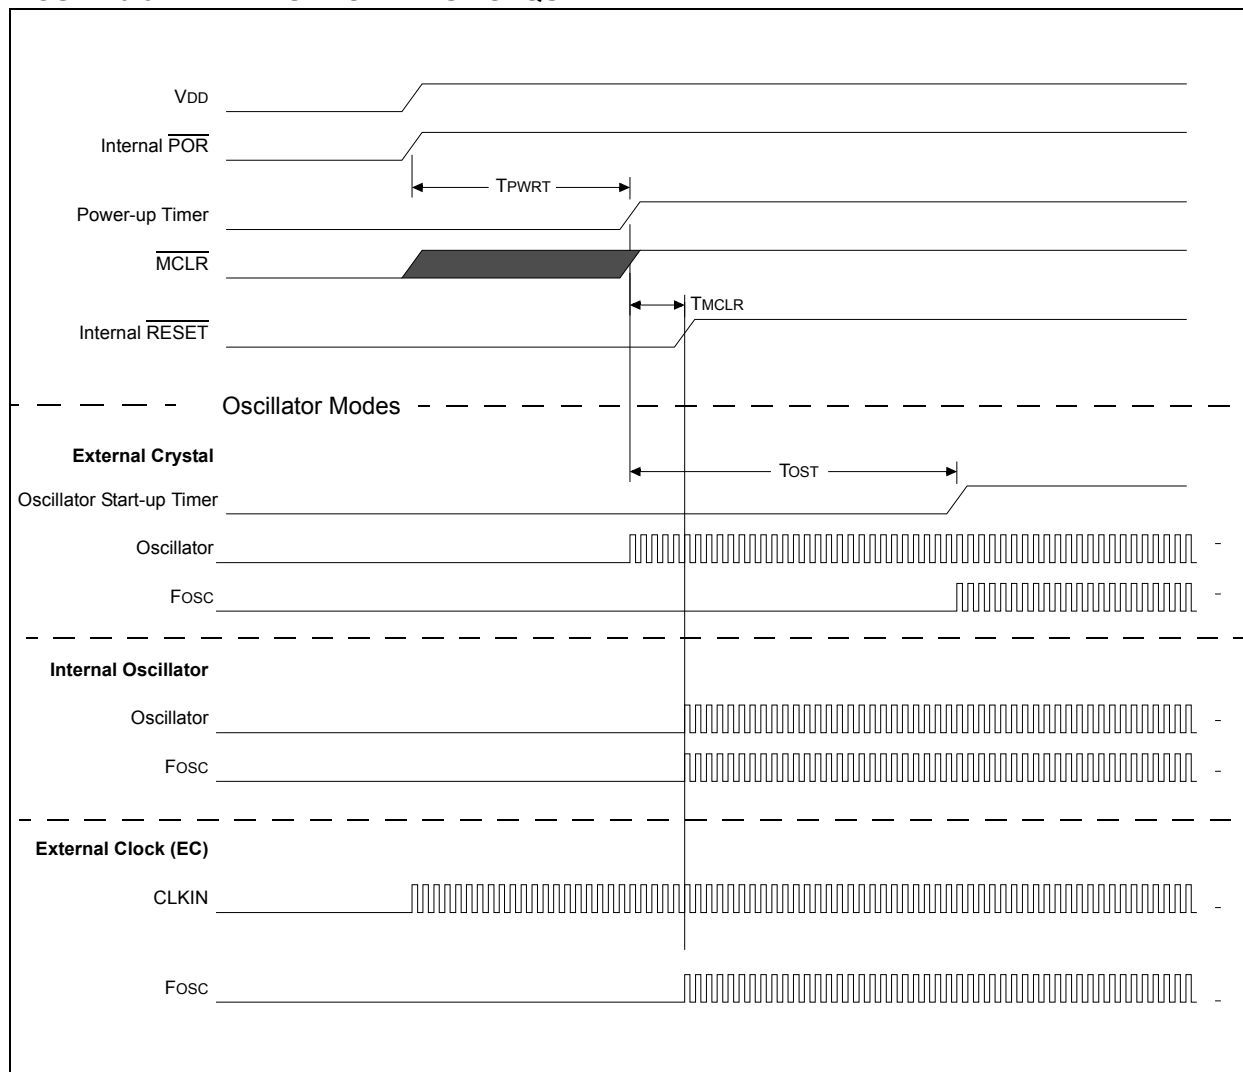 VDD
Internal POR
TPWRT
Power-up Timer
MCLR
TMCLR
Internal RESET
Oscillator Modes
External Crystal
TOST
Oscillator Start-up Timer
Oscillator
FOSC
Internal Oscillator
Oscillator
FOSC
External Clock (EC)
CLKIN
FOSC